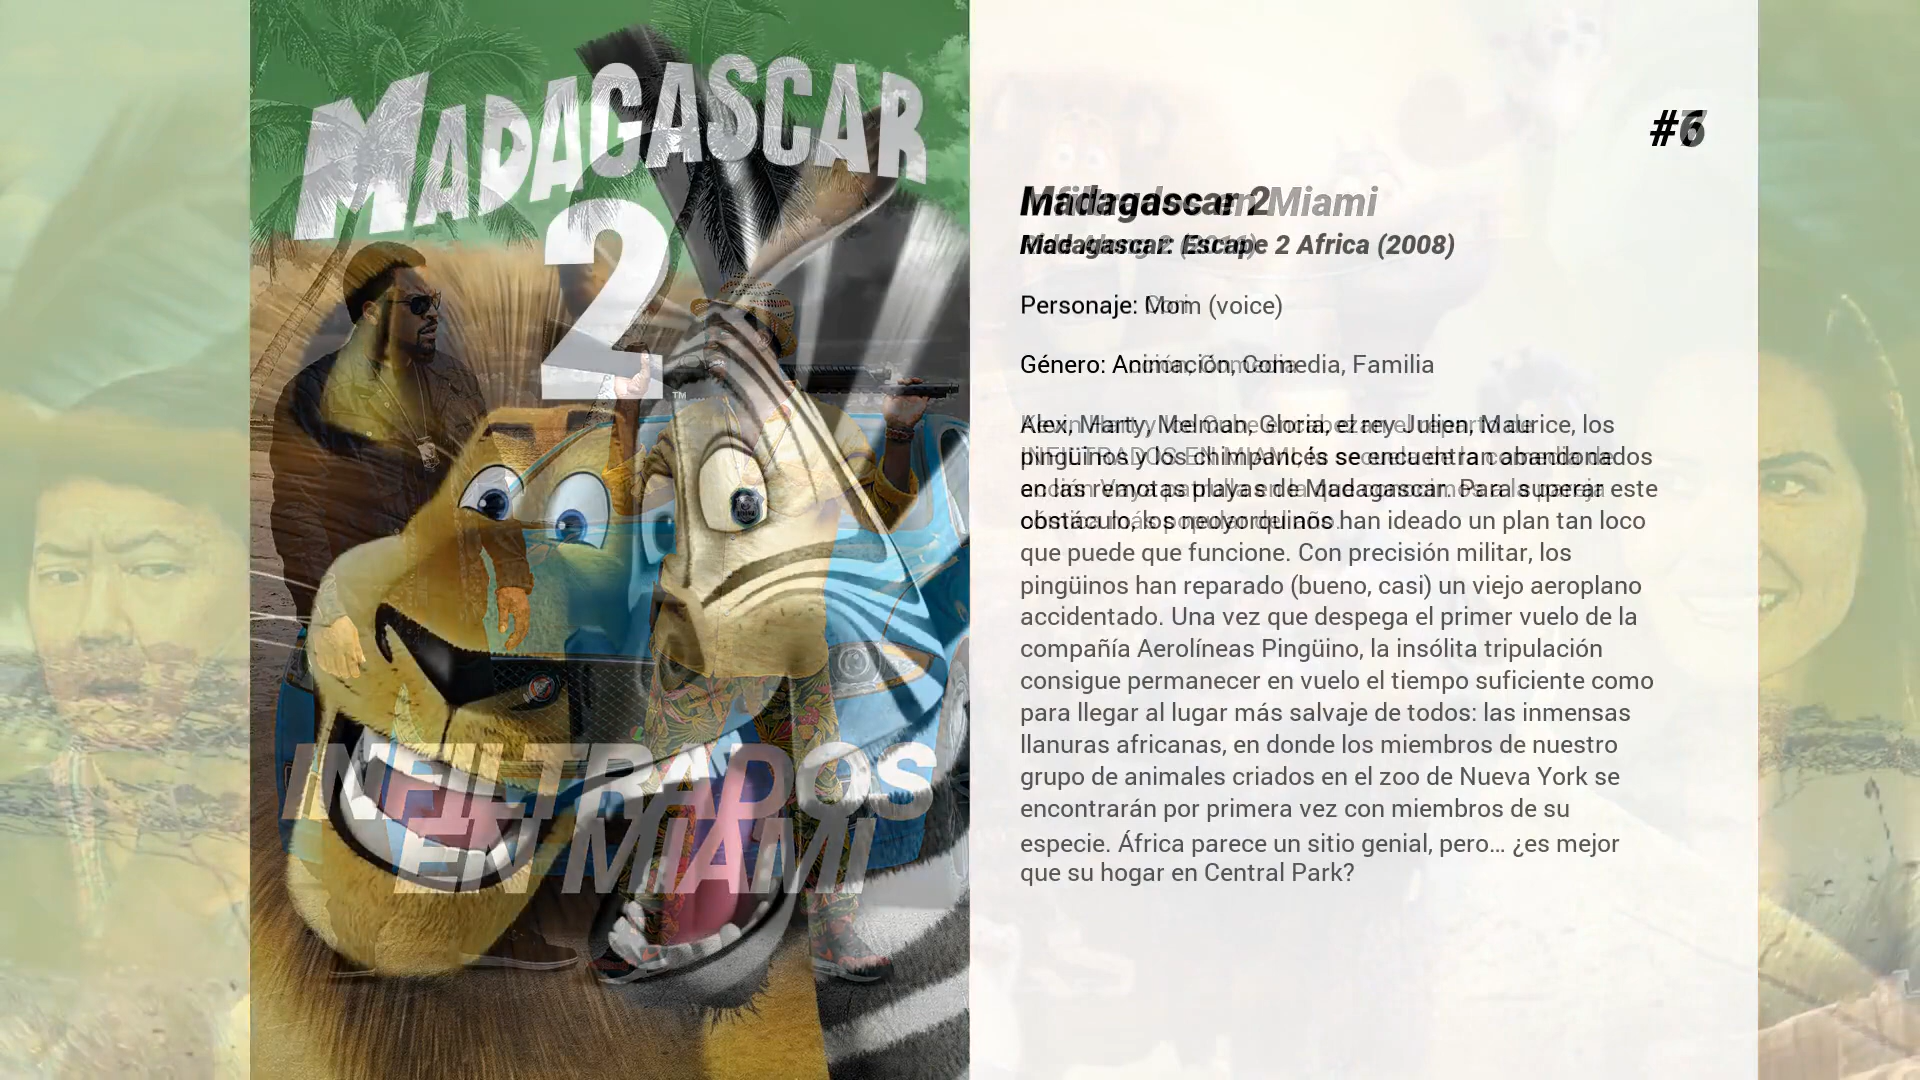 MADAGASCAR
2
™
INFILTRADOS
EN MIAMI
#6
Madagascar 2
Miami
Madagascar: Escape 2 Africa (2008)
Personaje: Mom (voice)
Género: Animación, Comedia, Familia
Alex, Marty, Melman, Gloria, el rey Julien, Maurice, los
pingüinos y los chimpancés se encuentran abandonados
en las remotas playas de Madagascar. Para superar este
obstáculo, los neoyorquinos han ideado un plan tan loco
que puede que funcione. Con precisión militar, los
pingüinos han reparado (bueno, casi) un viejo aeroplano
accidentado. Una vez que despega el primer vuelo de la
compañía Aerolíneas Pingüino, la insólita tripulación
consigue permanecer en vuelo el tiempo suficiente como
para llegar al lugar más salvaje de todos: las inmensas
llanuras africanas, en donde los miembros de nuestro
grupo de animales criados en el zoo de Nueva York se
encontrarán por primera vez con miembros de su
especie. África parece un sitio genial, pero... ¿es mejor
que su hogar en Central Park?